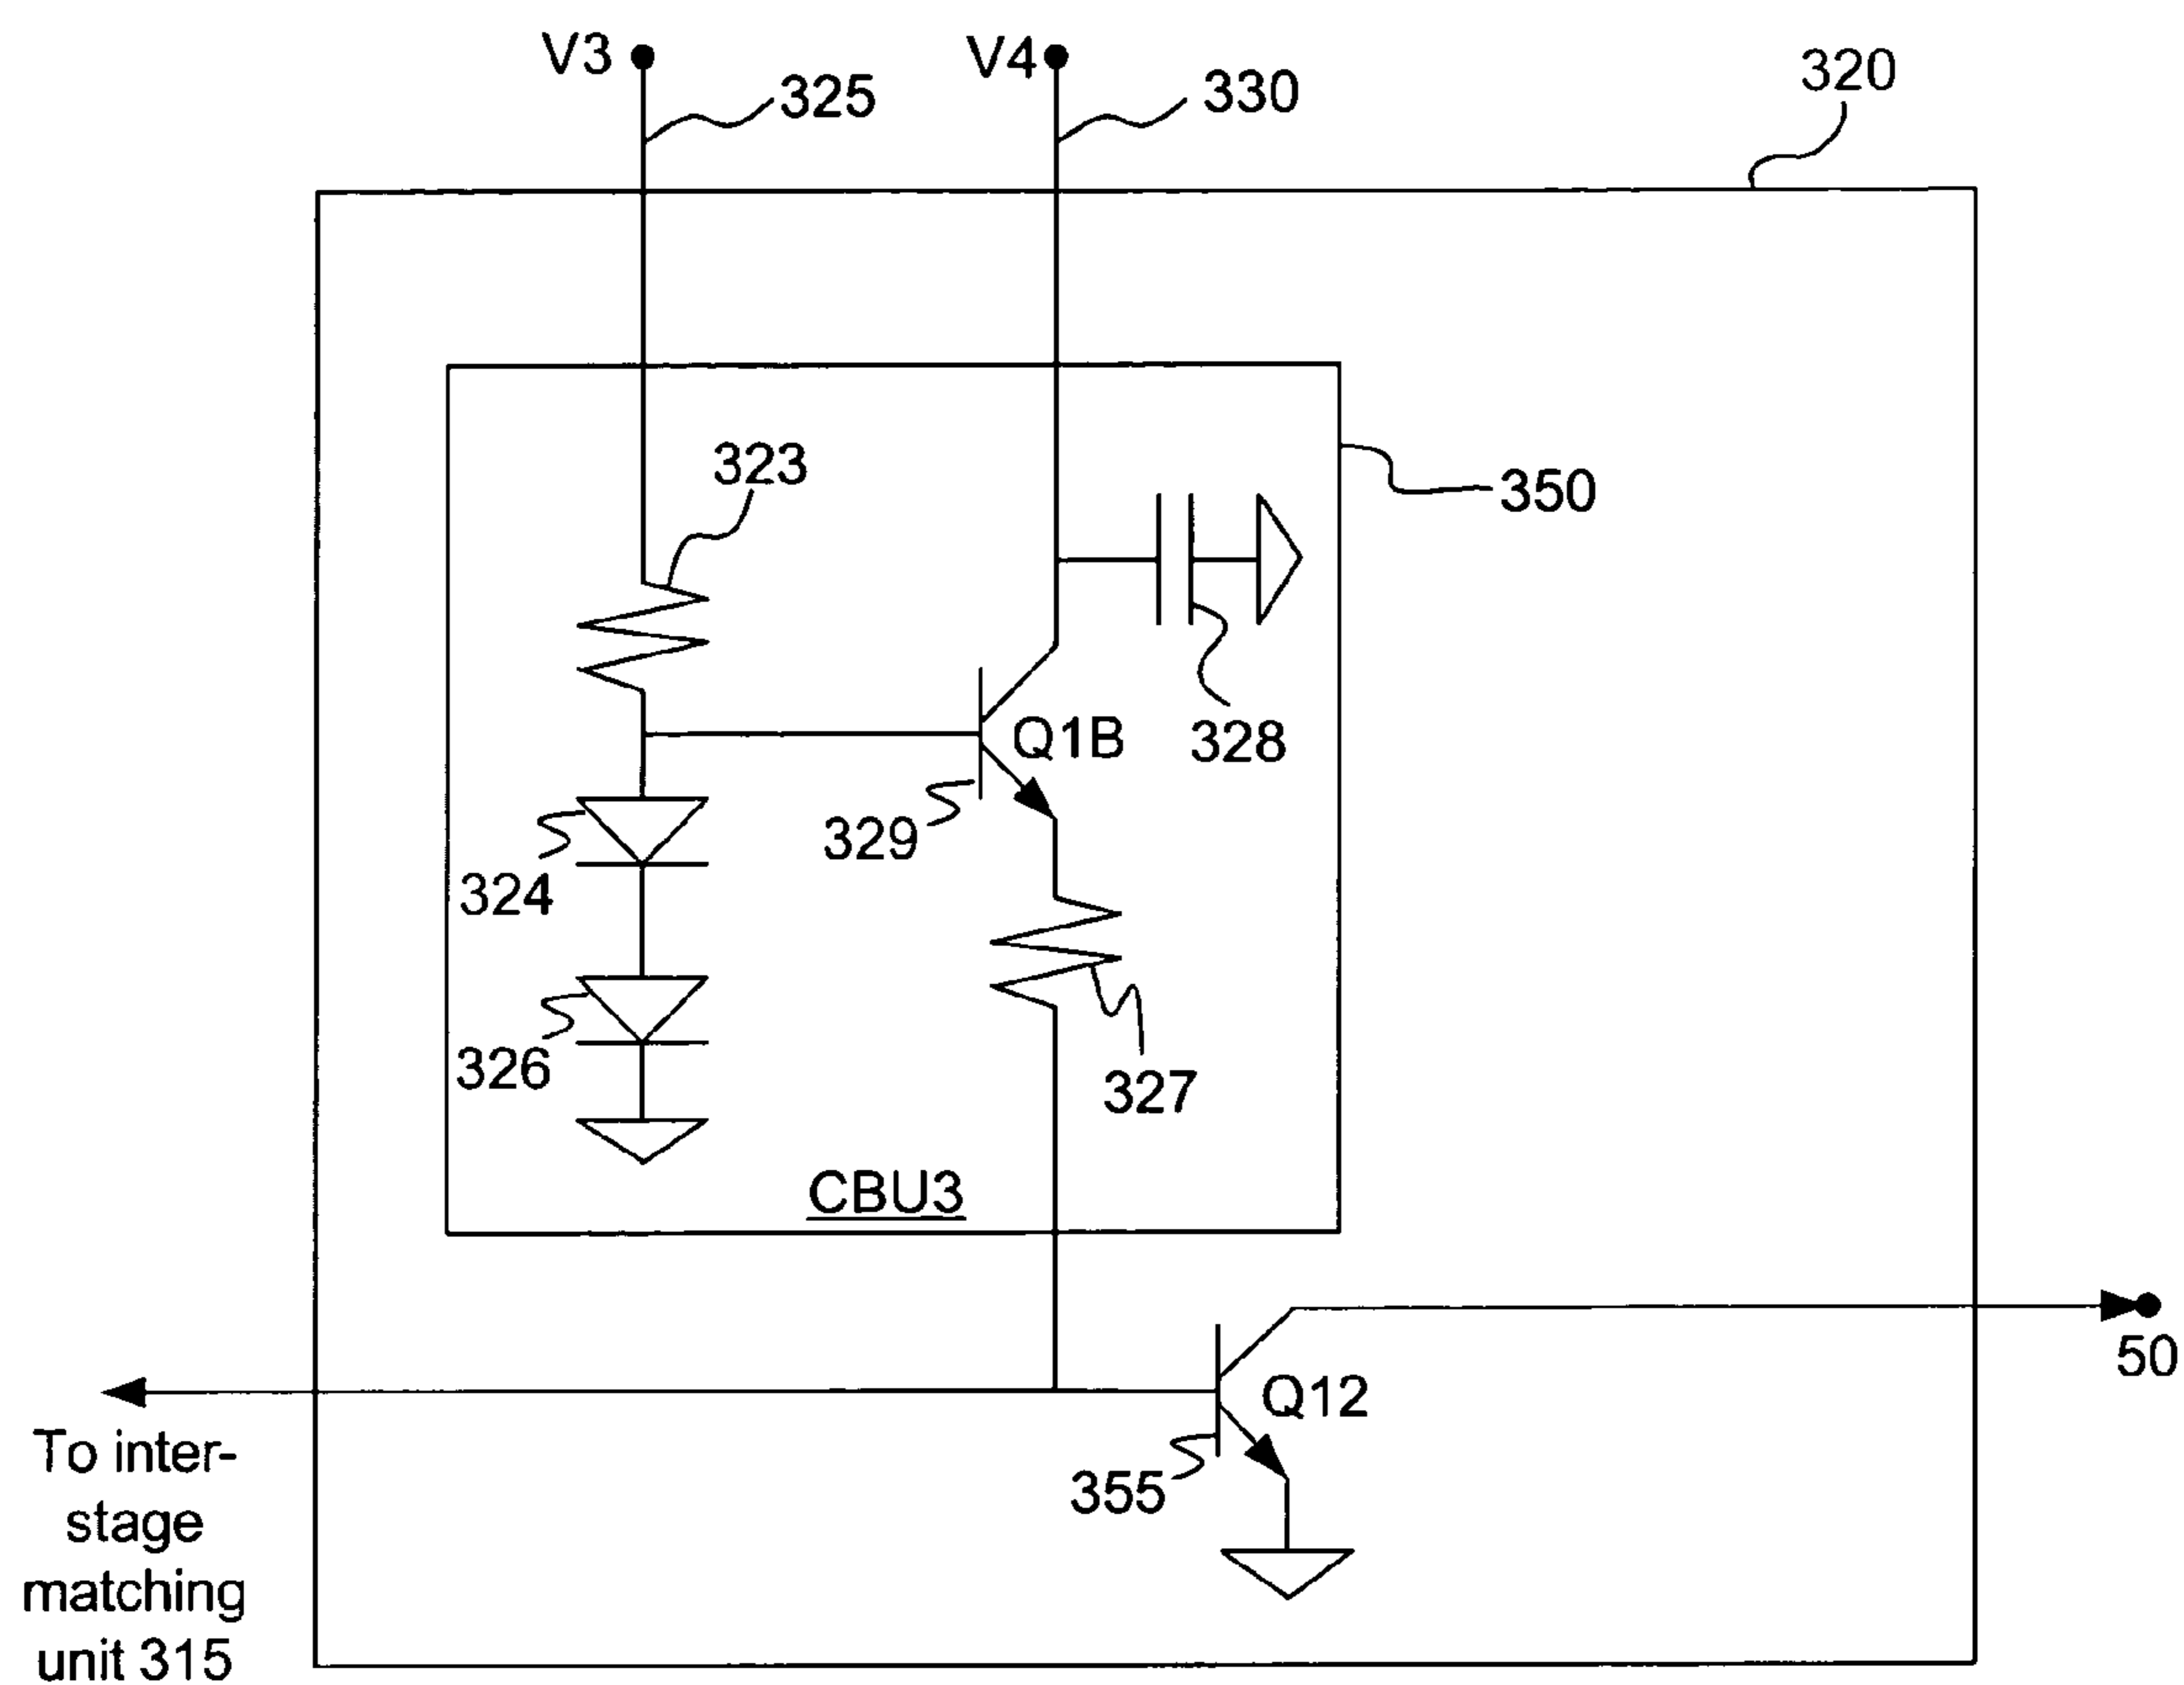 V3
V4
325
330
320
323
350
Q1B
328
329
324
326
327
CBU3
50
Q12
355
To inter-
stage
matching
unit 315